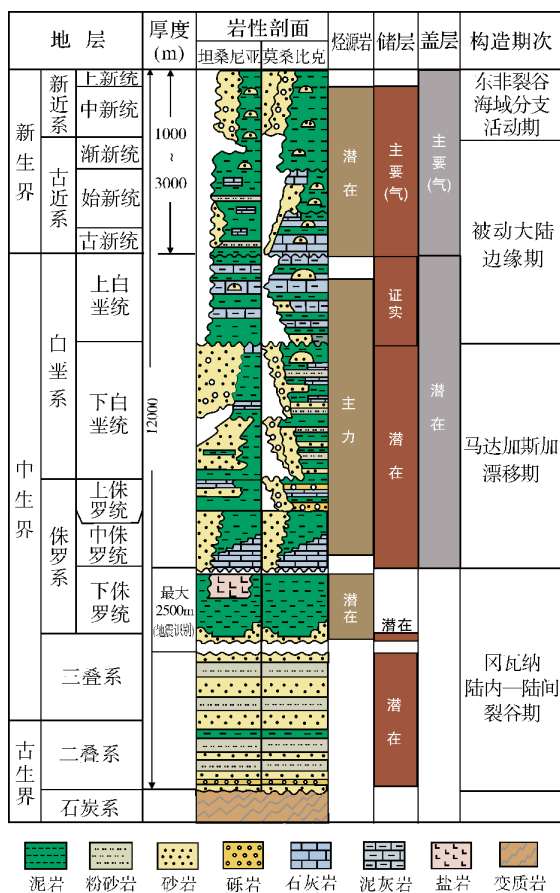 地 层
厚度
(m)
岩性剖面
坦桑尼亚
莫桑比克
烃源岩
储层
盖层
构造期次
新生界
新近系
上新统
中新统
古近系
渐新统
始新统
古新统
中生界
白垩系
上白
垩统
下白
垩统
侏罗系
上侏
罗统
中侏
罗统
下侏
罗统
三叠系
古生界
二叠系
石炭系
1000
~
3000
12000
最大
2500m
(地震识别)
潜在
主力
潜在
主要(气)
证实
潜在
潜在
潜在
主要(气)
潜在
东非裂谷
海域分支
活动期
被动大陆
边缘期
马达加斯加
漂移期
冈瓦纳
陆内—陆间
裂谷期
泥岩
粉砂岩
砂岩
砾岩
石灰岩
泥灰岩
盐岩
变质岩